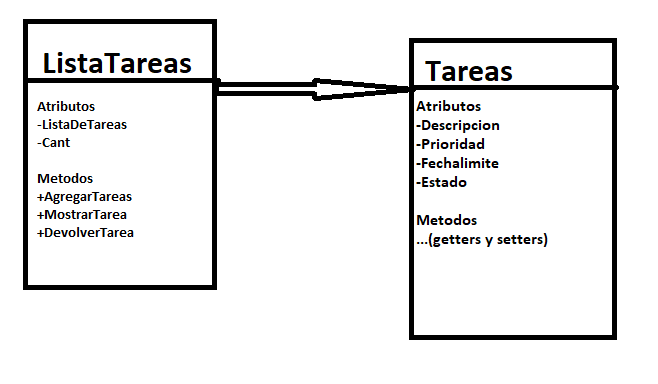 ListaTareas
Atributos
-ListaDeTareas
-Cant
Metodos
+AgregarTareas
+MostrarTarea
+DevolverTarea
Tareas
Atributos
-Descripcion
-Prioridad
-Fechalimite
-Estado
Metodos
...(getters y setters)